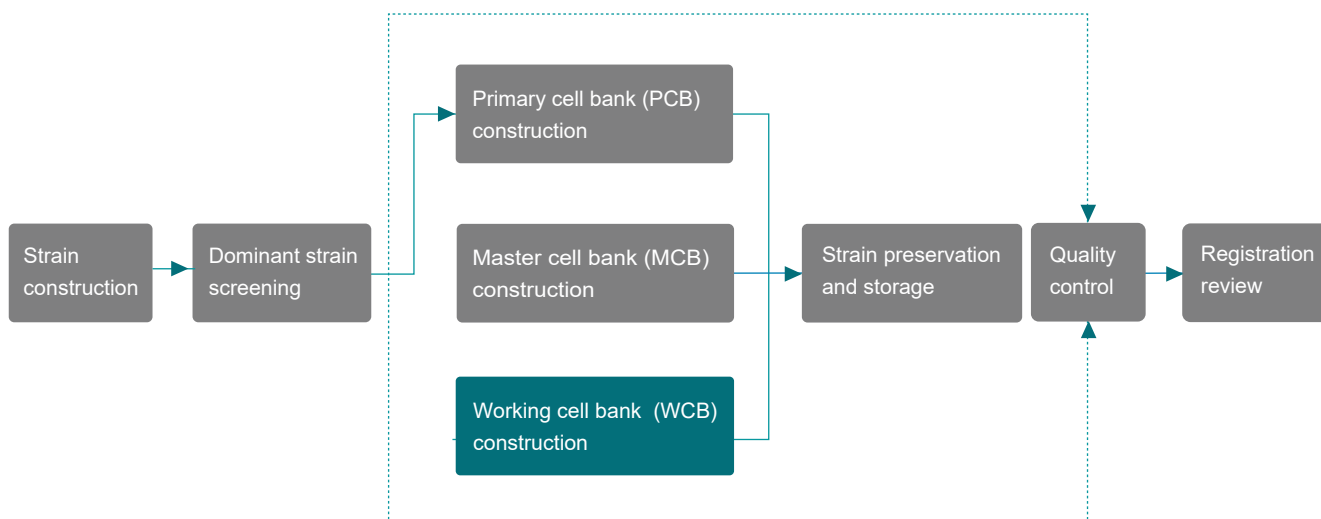 Strain
construction
Dominant strain
screening
Primary cell bank (PCB)
construction
Master cell bank (MCB)
construction
Working cell bank  (WCB)
construction
Strain preservation
and storage
Quality
control
Registration
review